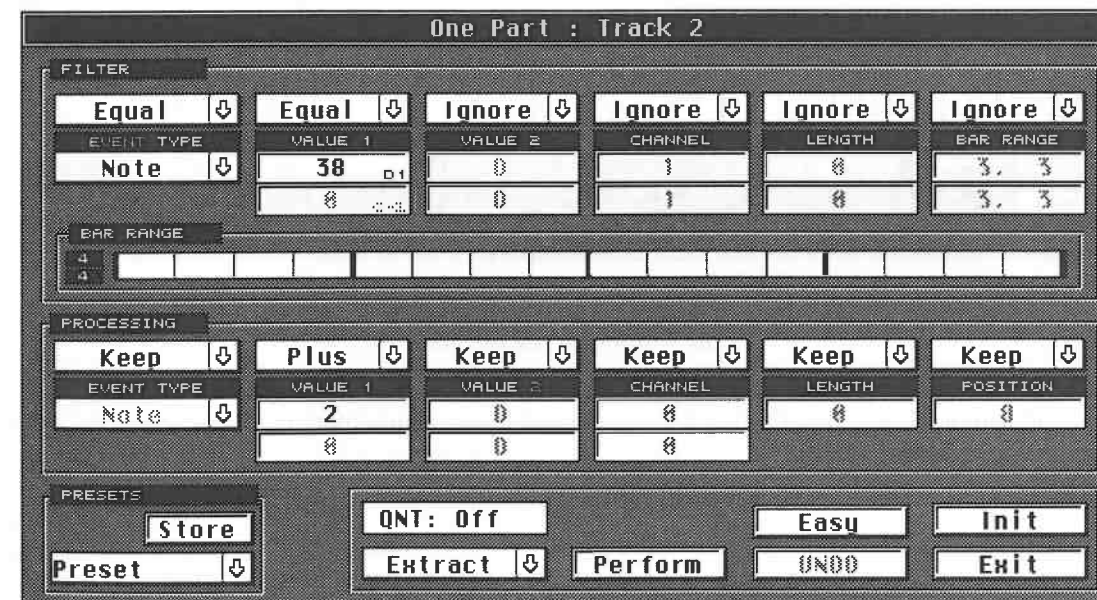 One Part : Track 2
FILTER
Equal Equal Ignore Ignore Ignore Ignore
EVENT TYPE VALUE 1 VALUE 2 CHANNEL LENGTH BAR RANGE
Note 38 D1 0 1 0 3. 3
0 C-2 0 1 0 3. 3
BAR RANGE
4
4
PROCESSING
Keep Plus Keep Keep Keep Keep
EVENT TYPE VALUE 1 VALUE 2 CHANNEL LENGTH POSITION
Note 2 0 0 0 0
0 0 0
PRESETS
Store QNT: Off Easy Init
Preset Extract Perform UNDO Exit